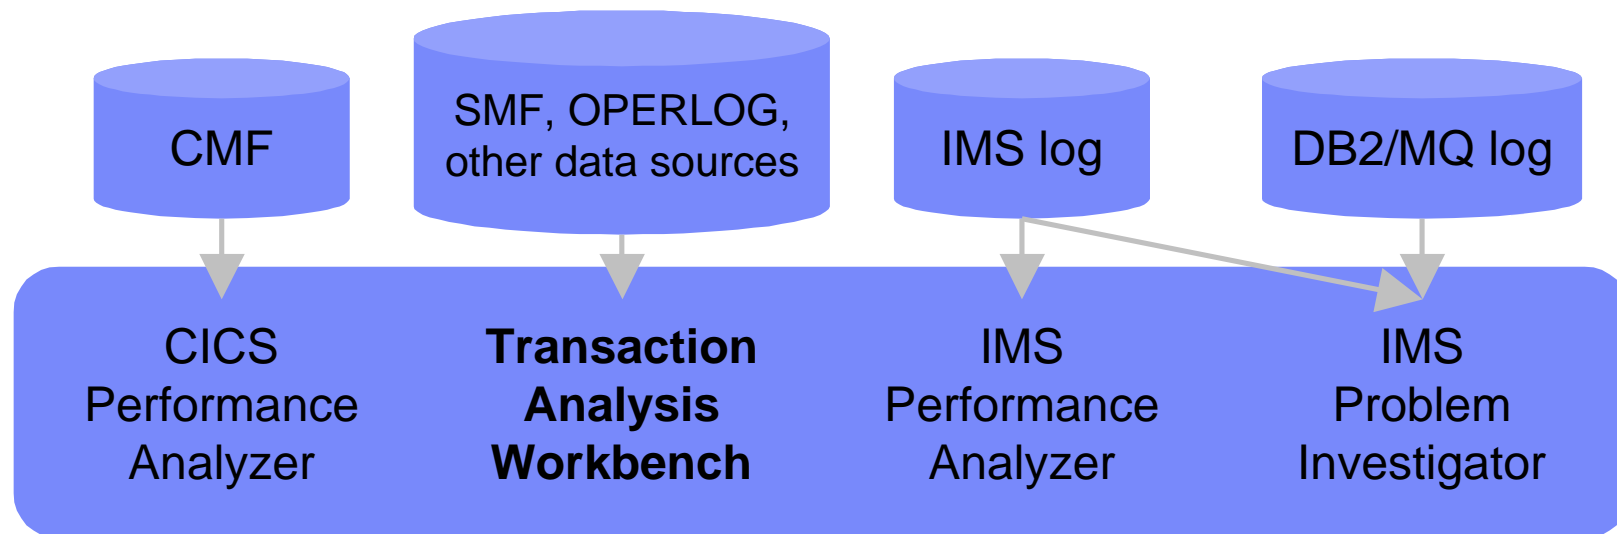 CMF
SMF, OPERLOG,
other data sources
IMS log
DB2/MQ log
CICS
Performance
Analyzer
Transaction
Analysis
Workbench
IMS
Performance
Analyzer
IMS
Problem
Investigator